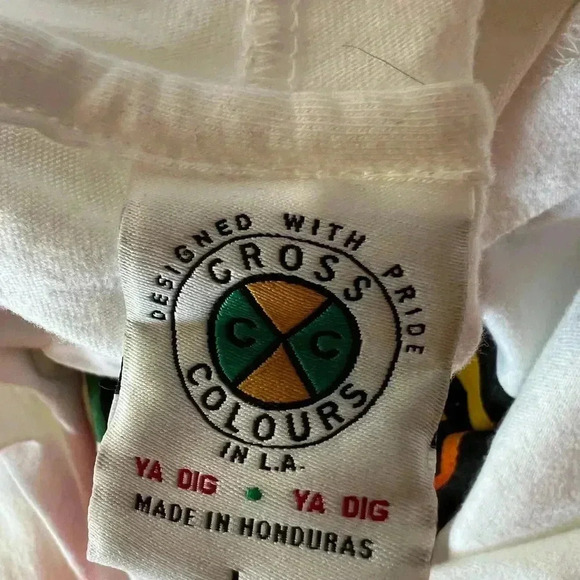 DESIGNED WITH PRIDE
CROSS
C C
COLOURS
IN L.A.
YA DIG • YA DIG
MADE IN HONDURAS